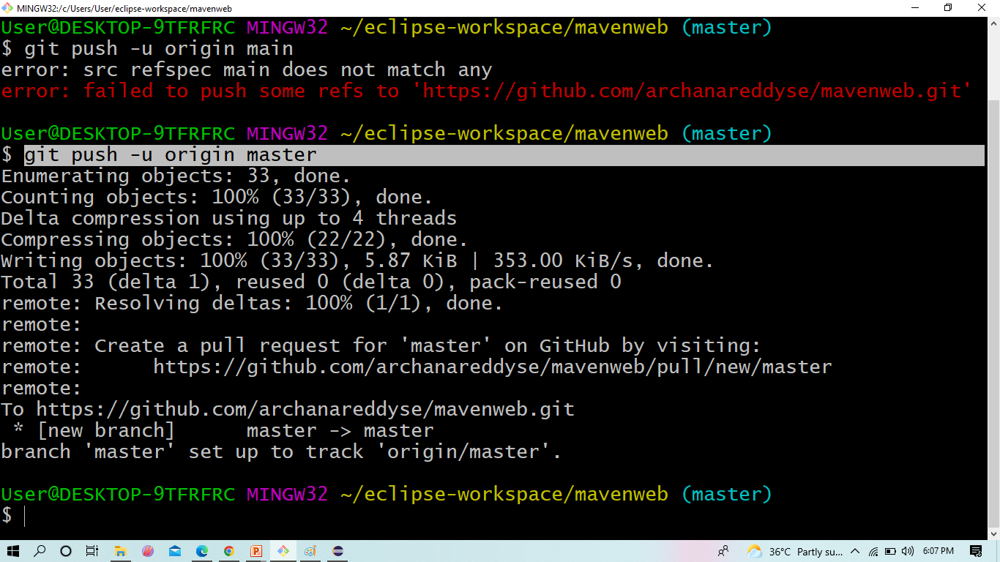 MINGW32:/c/Users/User/eclipse-workspace/mavenweb
User@DESKTOP-9TFRFRC MINGW32 ~/eclipse-workspace/mavenweb (master)
$ git push -u origin main
error: src refspec main does not match any
error: failed to push some refs to 'https://github.com/archanareddyse/mavenweb.git'
User@DESKTOP-9TFRFRC MINGW32 ~/eclipse-workspace/mavenweb (master)
$ git push -u origin master
Enumerating objects: 33, done.
Counting objects: 100% (33/33), done.
Delta compression using up to 4 threads
Compressing objects: 100% (22/22), done.
Writing objects: 100% (33/33), 5.87 KiB | 353.00 KiB/s, done.
Total 33 (delta 1), reused 0 (delta 0), pack-reused 0
remote: Resolving deltas: 100% (1/1), done.
remote:
remote: Create a pull request for 'master' on GitHub by visiting:
remote:      https://github.com/archanareddyse/mavenweb/pull/new/master
remote:
To https://github.com/archanareddyse/mavenweb.git
 * [new branch]      master -> master
branch 'master' set up to track 'origin/master'.
User@DESKTOP-9TFRFRC MINGW32 ~/eclipse-workspace/mavenweb (master)
$
36°C Partly su... 6:07 PM